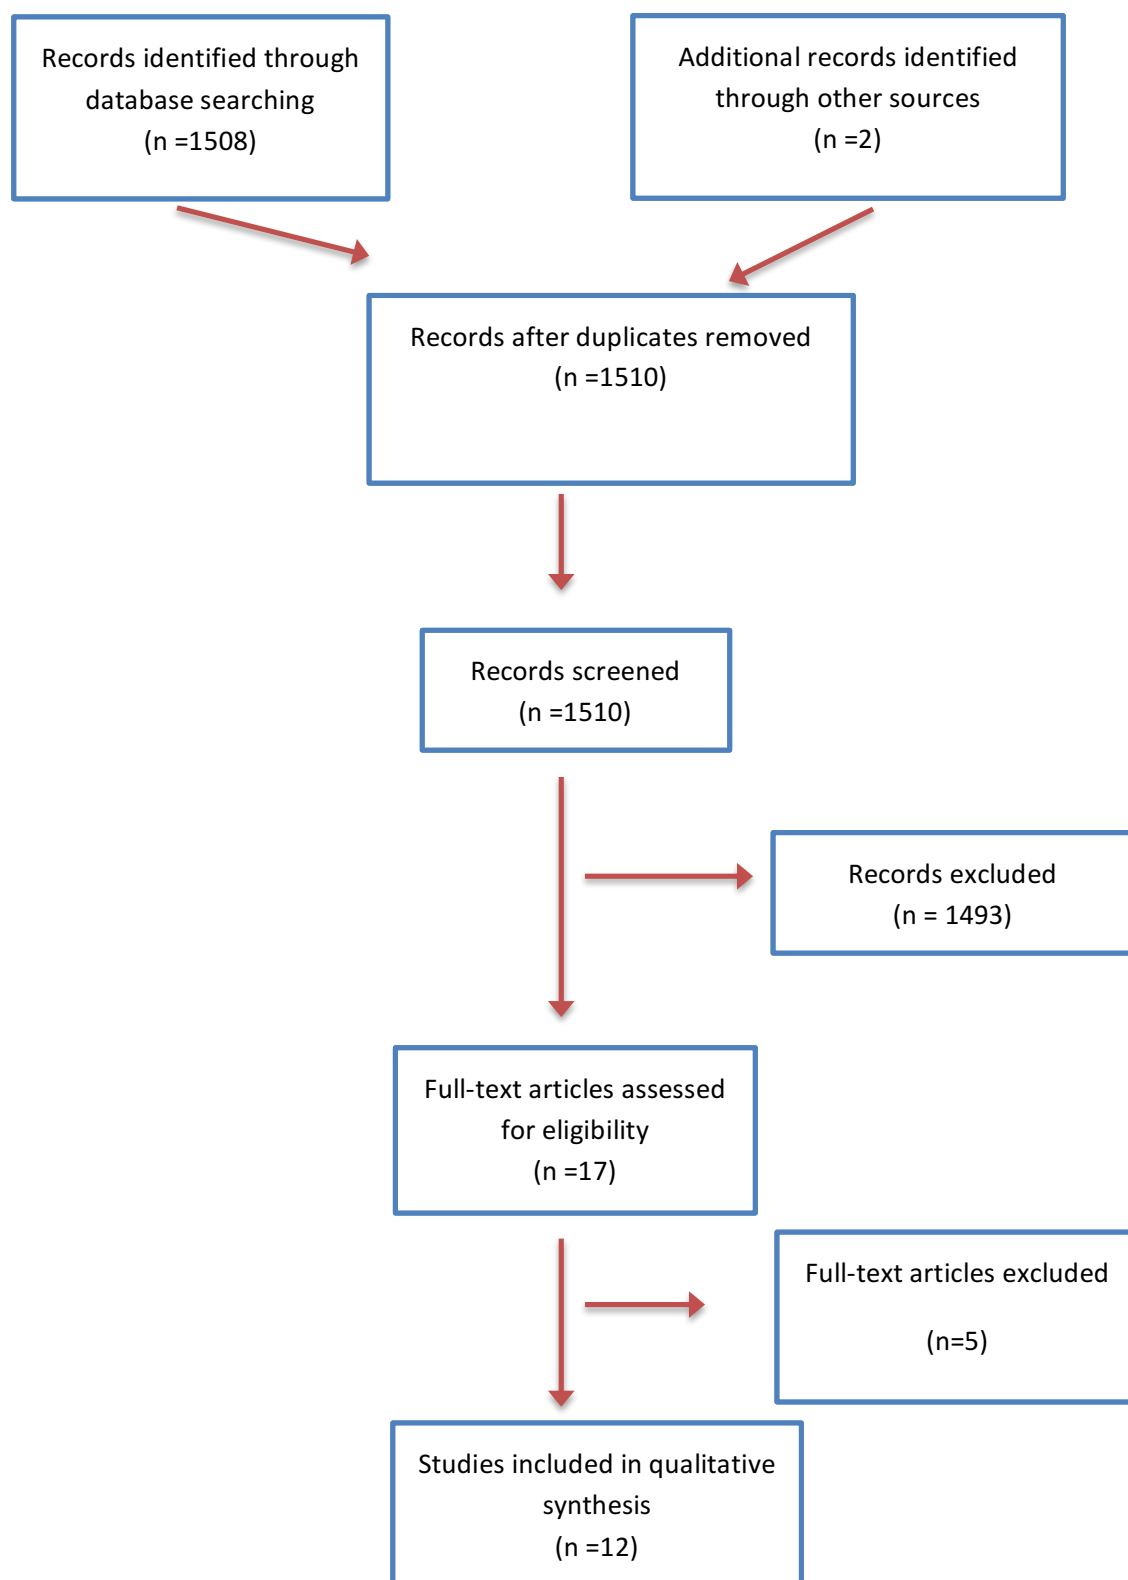 Records identified through
database searching
(n =1508)
Additional records identified
through other sources
(n =2)
Records after duplicates removed
(n =1510)
Records screened
(n =1510)
Records excluded
(n = 1493)
Full-text articles assessed
for eligibility
(n =17)
Full-text articles excluded
(n=5)
Studies included in qualitative
synthesis
(n =12)